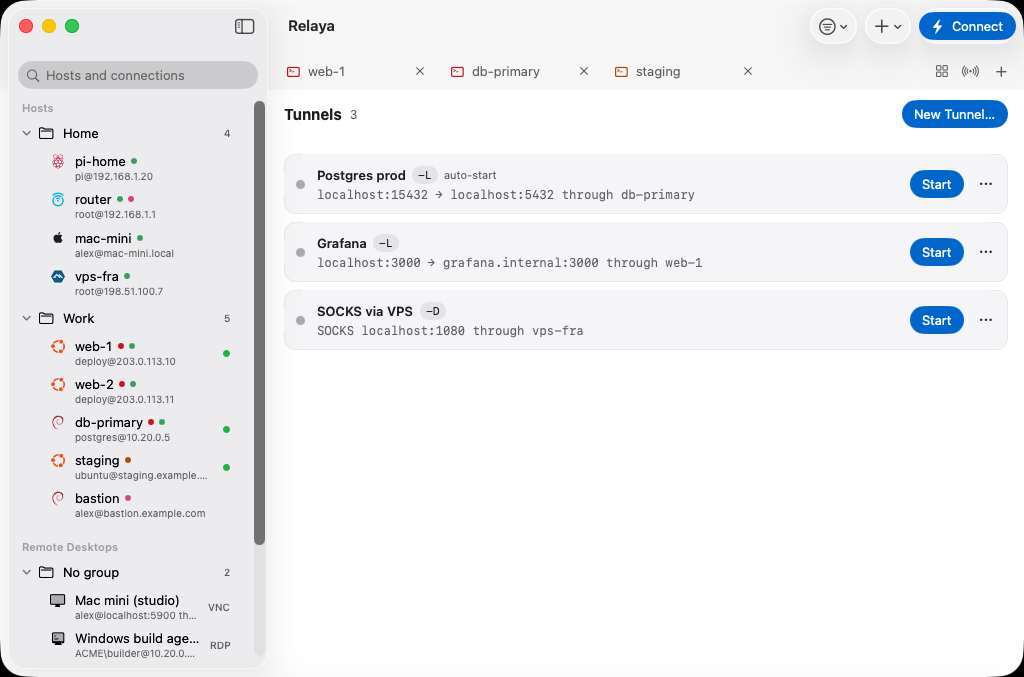 Relaya
Connect
Hosts and connections
web-1
db-primary
staging
Hosts
Home 4
pi-home
pi@192.168.1.20
router
root@192.168.1.1
mac-mini
alex@mac-mini.local
vps-fra
root@198.51.100.7
Work 5
web-1
deploy@203.0.113.10
web-2
deploy@203.0.113.11
db-primary
postgres@10.20.0.5
staging
ubuntu@staging.example....
bastion
alex@bastion.example.com
Remote Desktops
No group 2
Mac mini (studio)
alex@localhost:5900 th...
VNC
Windows build age...
ACME\builder@10.20.0....
RDP
Tunnels 3
New Tunnel...
Postgres prod -L auto-start
localhost:15432 → localhost:5432 through db-primary
Start
Grafana -L
localhost:3000 → grafana.internal:3000 through web-1
Start
SOCKS via VPS -D
SOCKS localhost:1080 through vps-fra
Start